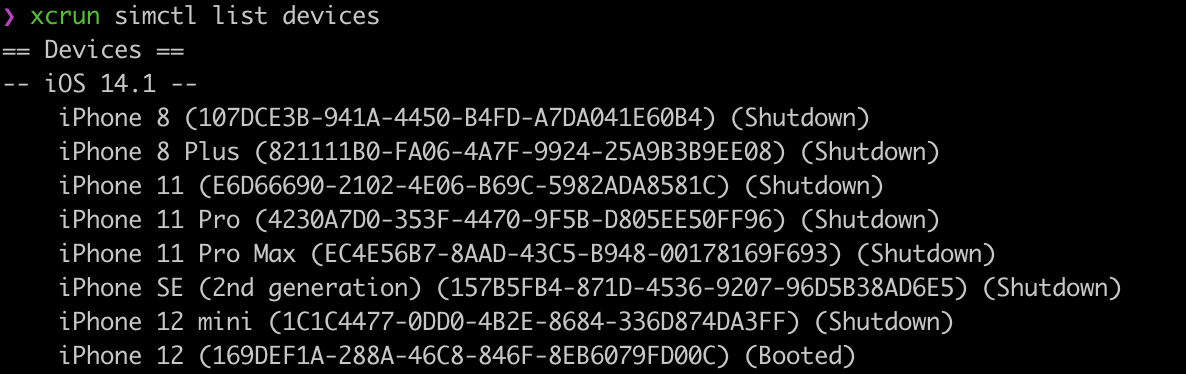 ❯ xcrun simctl list devices
== Devices ==
-- iOS 14.1 --
iPhone 8 (107DCE3B-941A-4450-B4FD-A7DA041E60B4) (Shutdown)
iPhone 8 Plus (821111B0-FA06-4A7F-9924-25A9B3B9EE08) (Shutdown)
iPhone 11 (E6D66690-2102-4E06-B69C-5982ADA8581C) (Shutdown)
iPhone 11 Pro (4230A7D0-353F-4470-9F5B-D805EE50FF96) (Shutdown)
iPhone 11 Pro Max (EC4E56B7-8AAD-43C5-B948-00178169F693) (Shutdown)
iPhone SE (2nd generation) (157B5FB4-871D-4536-9207-96D5B38AD6E5) (Shutdown)
iPhone 12 mini (1C1C4477-0DD0-4B2E-8684-336D874DA3FF) (Shutdown)
iPhone 12 (169DEF1A-288A-46C8-846F-8EB6079FD00C) (Booted)